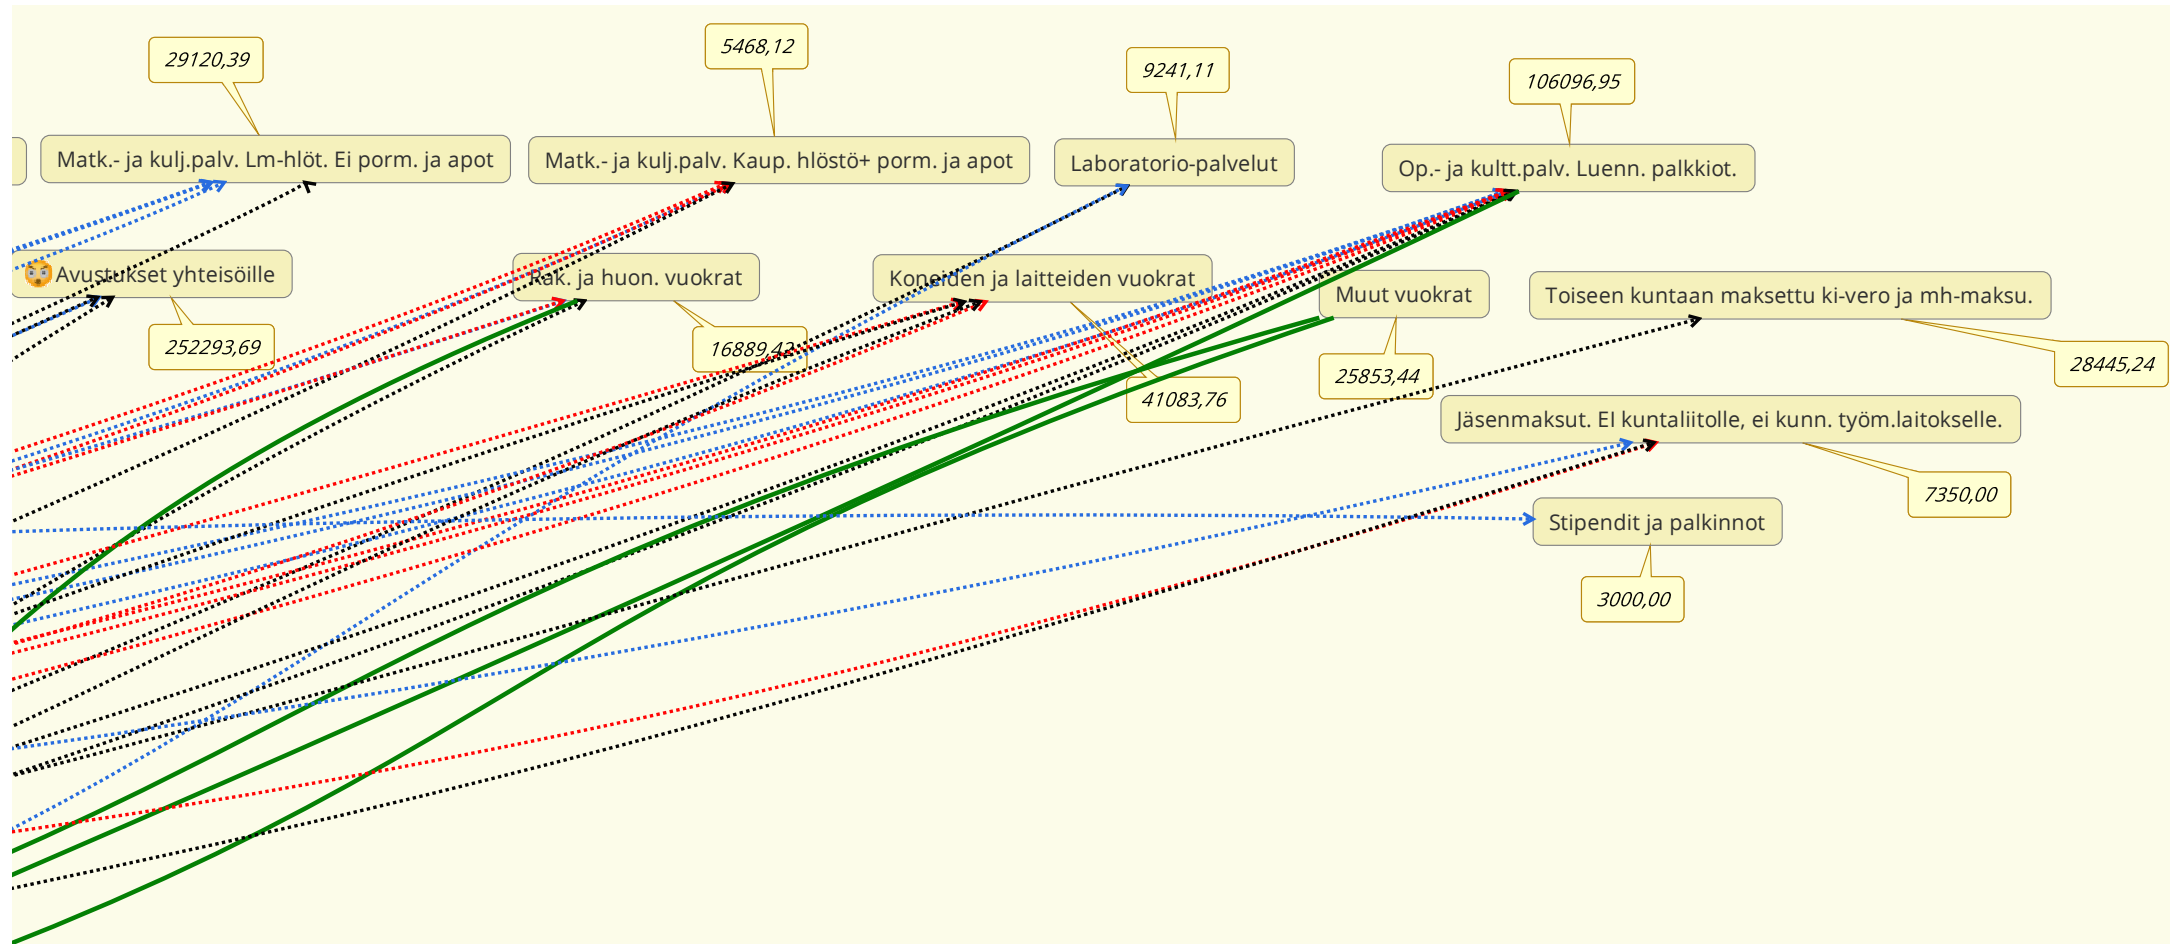 29120,39
5468,12
9241,11
106096,95
Matk.- ja kulj.palv. Lm-hlöt. Ei porm. ja apot
Matk.- ja kulj.palv. Kaup. hlöstö+ porm. ja apot
Laboratorio-palvelut
Op.- ja kultt.palv. Luenn. palkkiot.
Avustukset yhteisöille
Rak. ja huon. vuokrat
Koneiden ja laitteiden vuokrat
Muut vuokrat
Toiseen kuntaan maksettu ki-vero ja mh-maksu.
252293,69
16889,42
41083,76
25853,44
28445,24
Jäsenmaksut. EI kuntaliitolle, ei kunn. työm.laitokselle.
7350,00
Stipendit ja palkinnot
3000,00